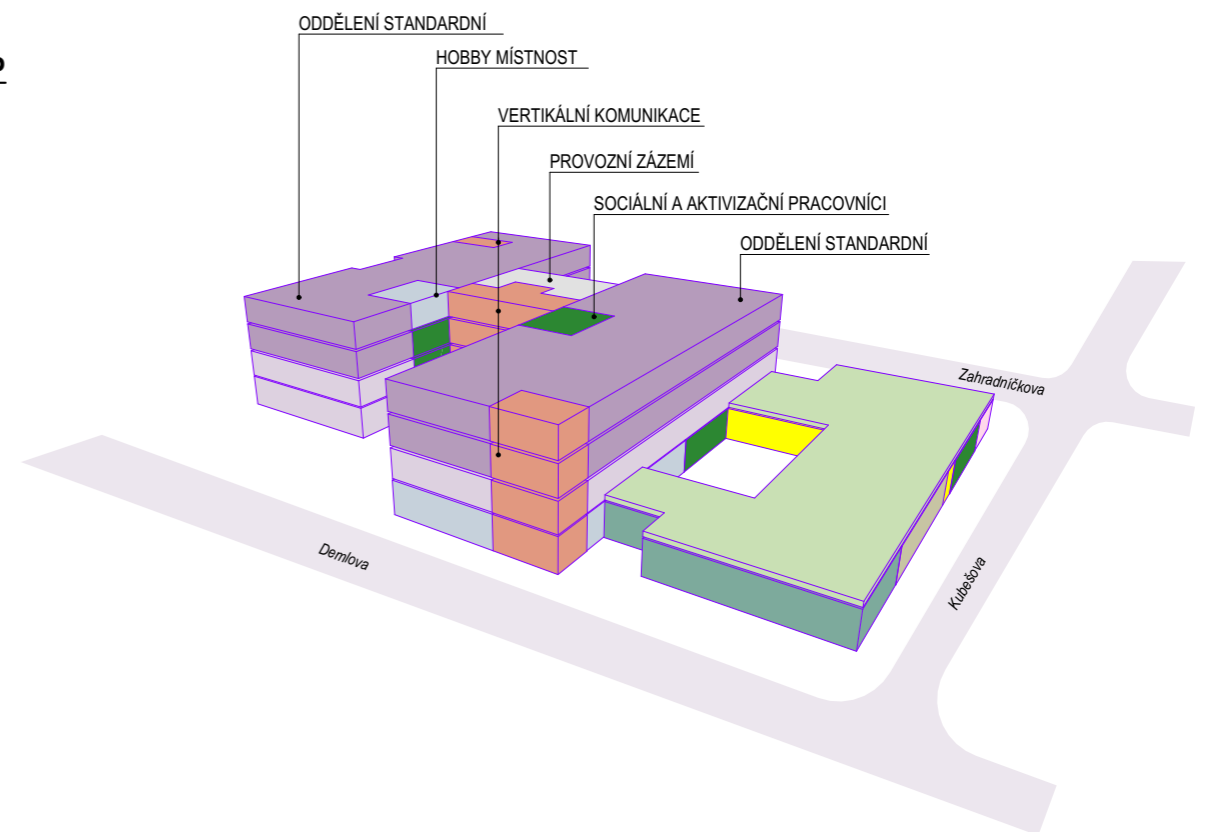 ODDĚLENÍ STANDARDNÍ
HOBBY MÍSTNOST
VERTIKÁLNÍ KOMUNIKACE
PROVOZNÍ ZÁZEMÍ
SOCIÁLNÍ A AKTIVIZAČNÍ PRACOVNÍCI
ODDĚLENÍ STANDARDNÍ
Zahradníčkova
Demlova
Kubešova